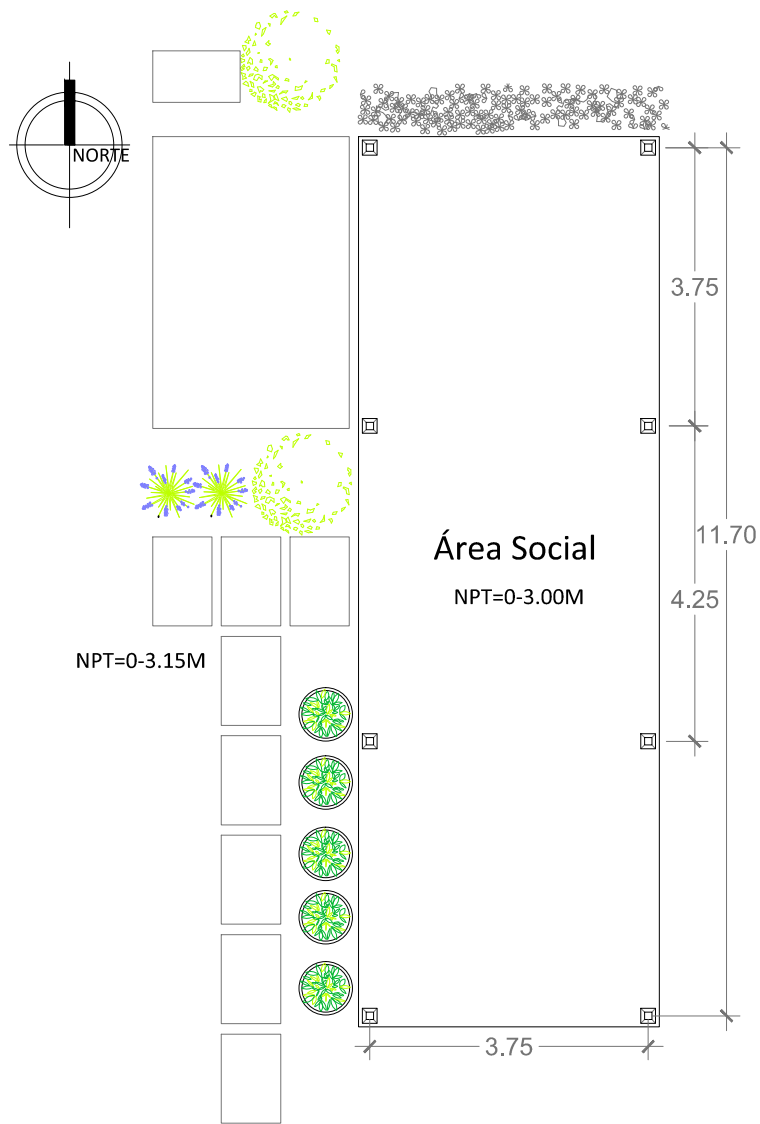 NORTE
3.75
11.70
Área Social
NPT=0-3.00M
4.25
NPT=0-3.15M
3.75